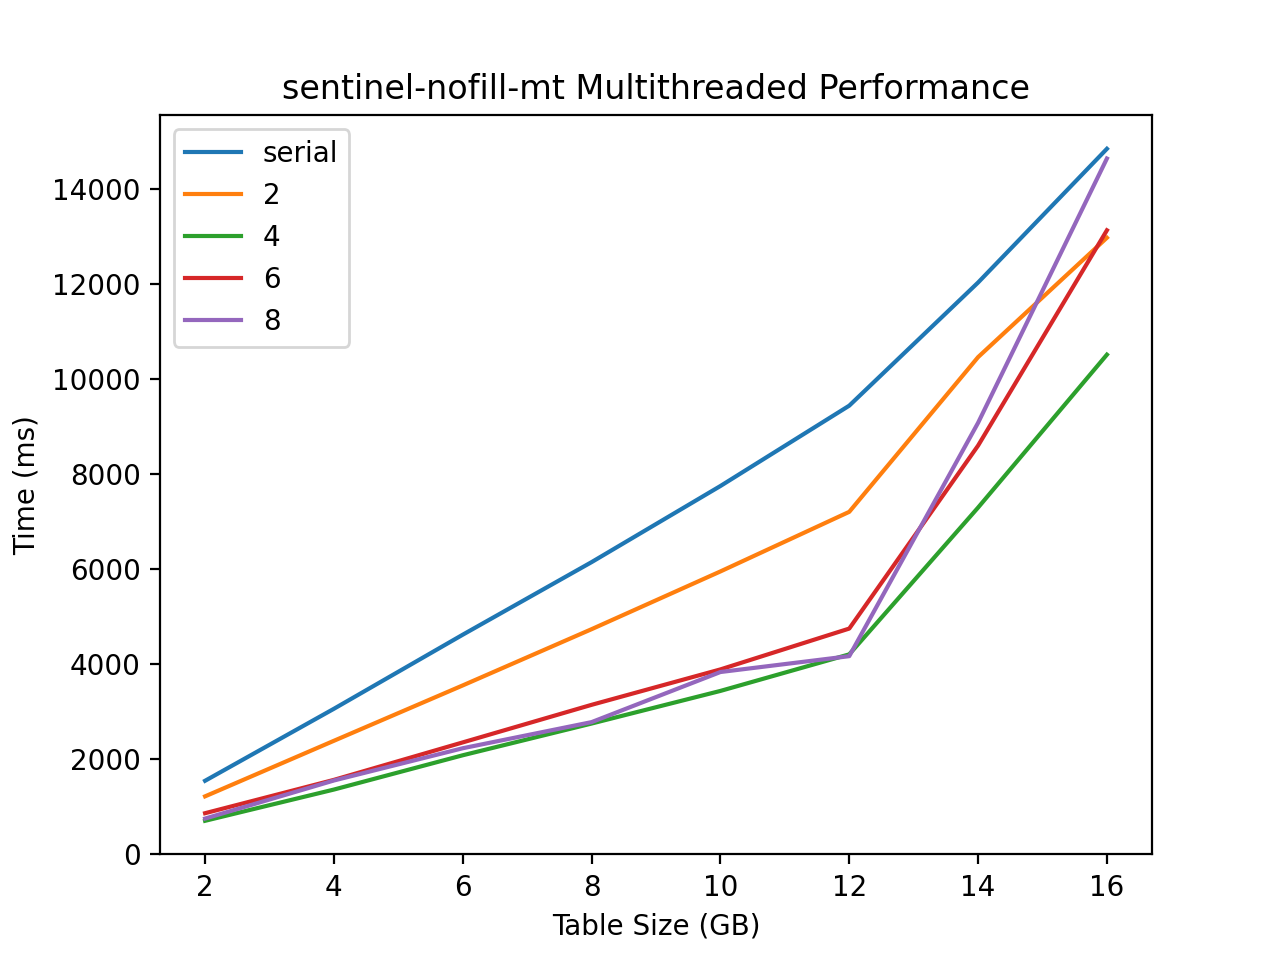 sentinel-nofill-mt Multithreaded Performance
serial
2
4
6
8
14000
12000
10000
8000
6000
4000
2000
0
Time (ms)
2 4 6 8 10 12 14 16
Table Size (GB)